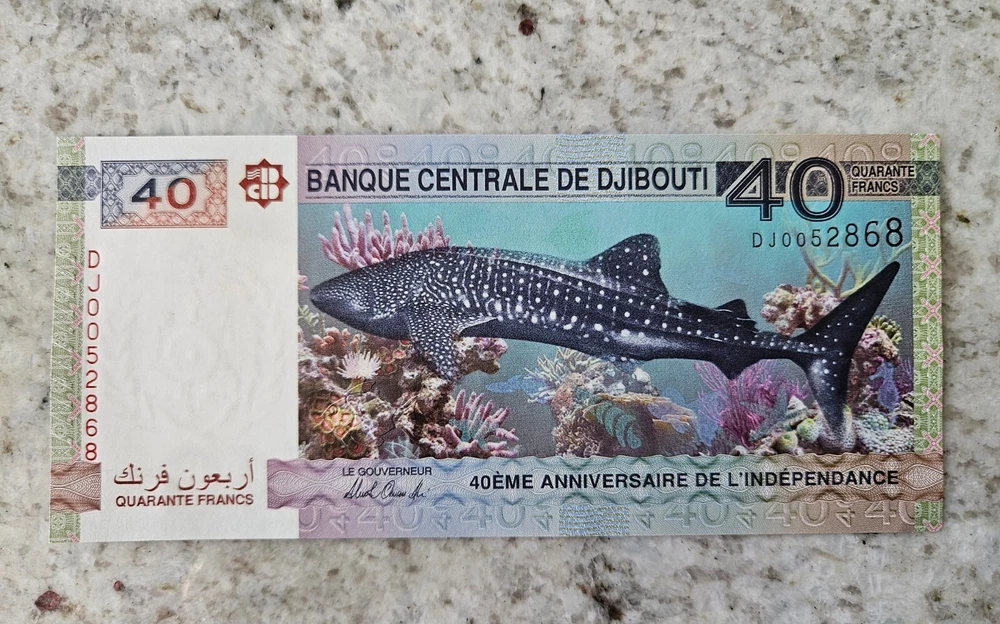 40
BANQUE CENTRALE DE DJIBOUTI
40
QUARANTE
FRANCS
DJ0052868
DJ0052868
أربعون فرنك
QUARANTE FRANCS
LE GOUVERNEUR
40ÈME ANNIVERSAIRE DE L'INDÉPENDANCE